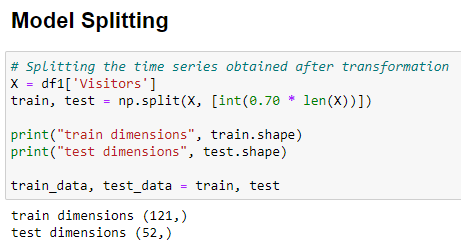 Model Splitting
# Splitting the time series obtained after transformation
X = df1['Visitors']
train, test = np.split(X, [int(0.70 * len(X))])
print("train dimensions", train.shape)
print("test dimensions", test.shape)
train_data, test_data = train, test
train dimensions (121,)
test dimensions (52,)